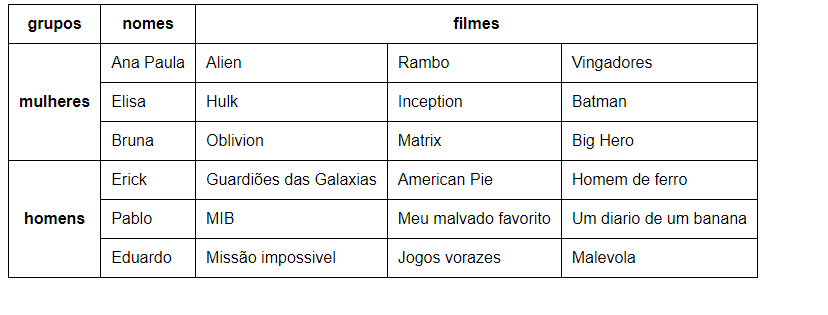 grupos nomes filmes
Ana Paula Alien Rambo Vingadores
mulheres Elisa Hulk Inception Batman
Bruna Oblivion Matrix Big Hero
Erick Guardiões das Galaxias American Pie Homem de ferro
homens Pablo MIB Meu malvado favorito Um diario de um banana
Eduardo Missão impossivel Jogos vorazes Malevola